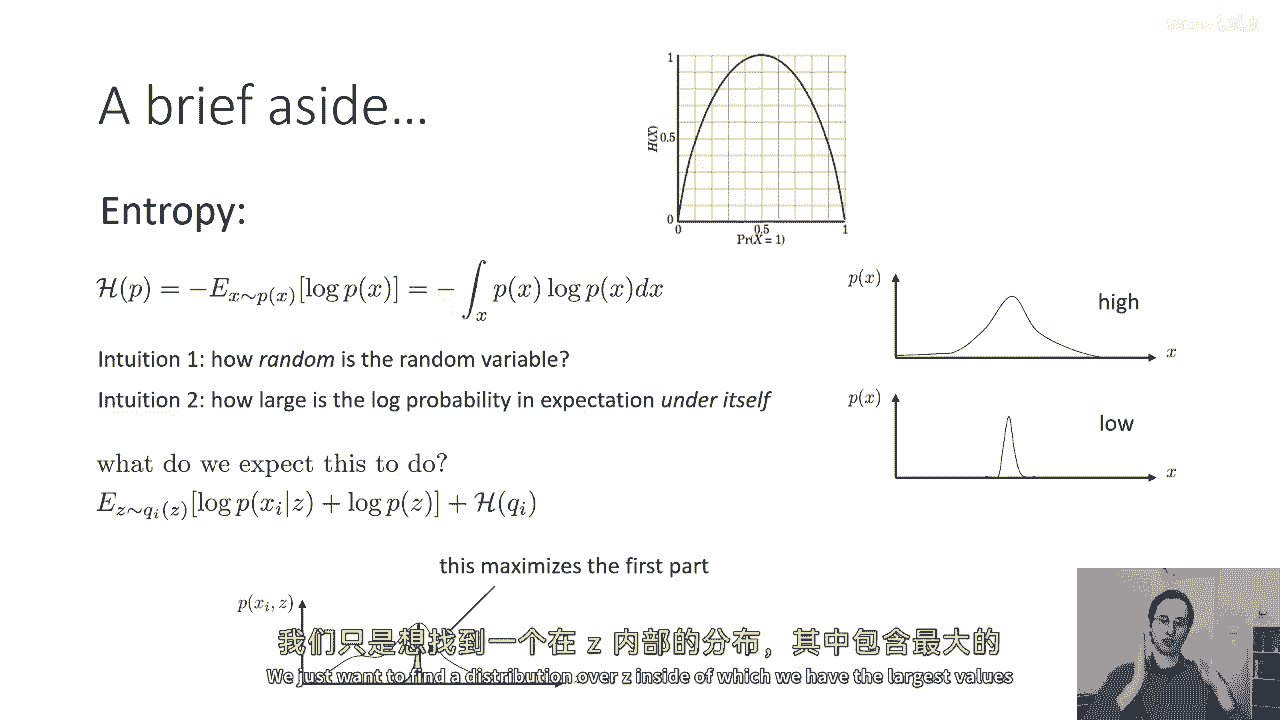 A brief aside...
1
H(X)
0.5
0
0
0.5
1
Pr(X = 1)
Entropy:
\mathcal{H}(p) = -E_{x \sim p(x)}[\log p(x)] = -\int_x p(x) \log p(x) dx
p(x)
high
x
Intuition 1: how random is the random variable?
Intuition 2: how large is the log probability in expectation under itself
p(x)
low
x
what do we expect this to do?
E_{z \sim q_i(z)}[\log p(x_i|z) + \log p(z)] + \mathcal{H}(q_i)
this maximizes the first part
p(x_i, z)
我们只是想找到一个在 z 内部的分布，其中包含最大的
We just want to find a distribution over z inside of which we have the largest values